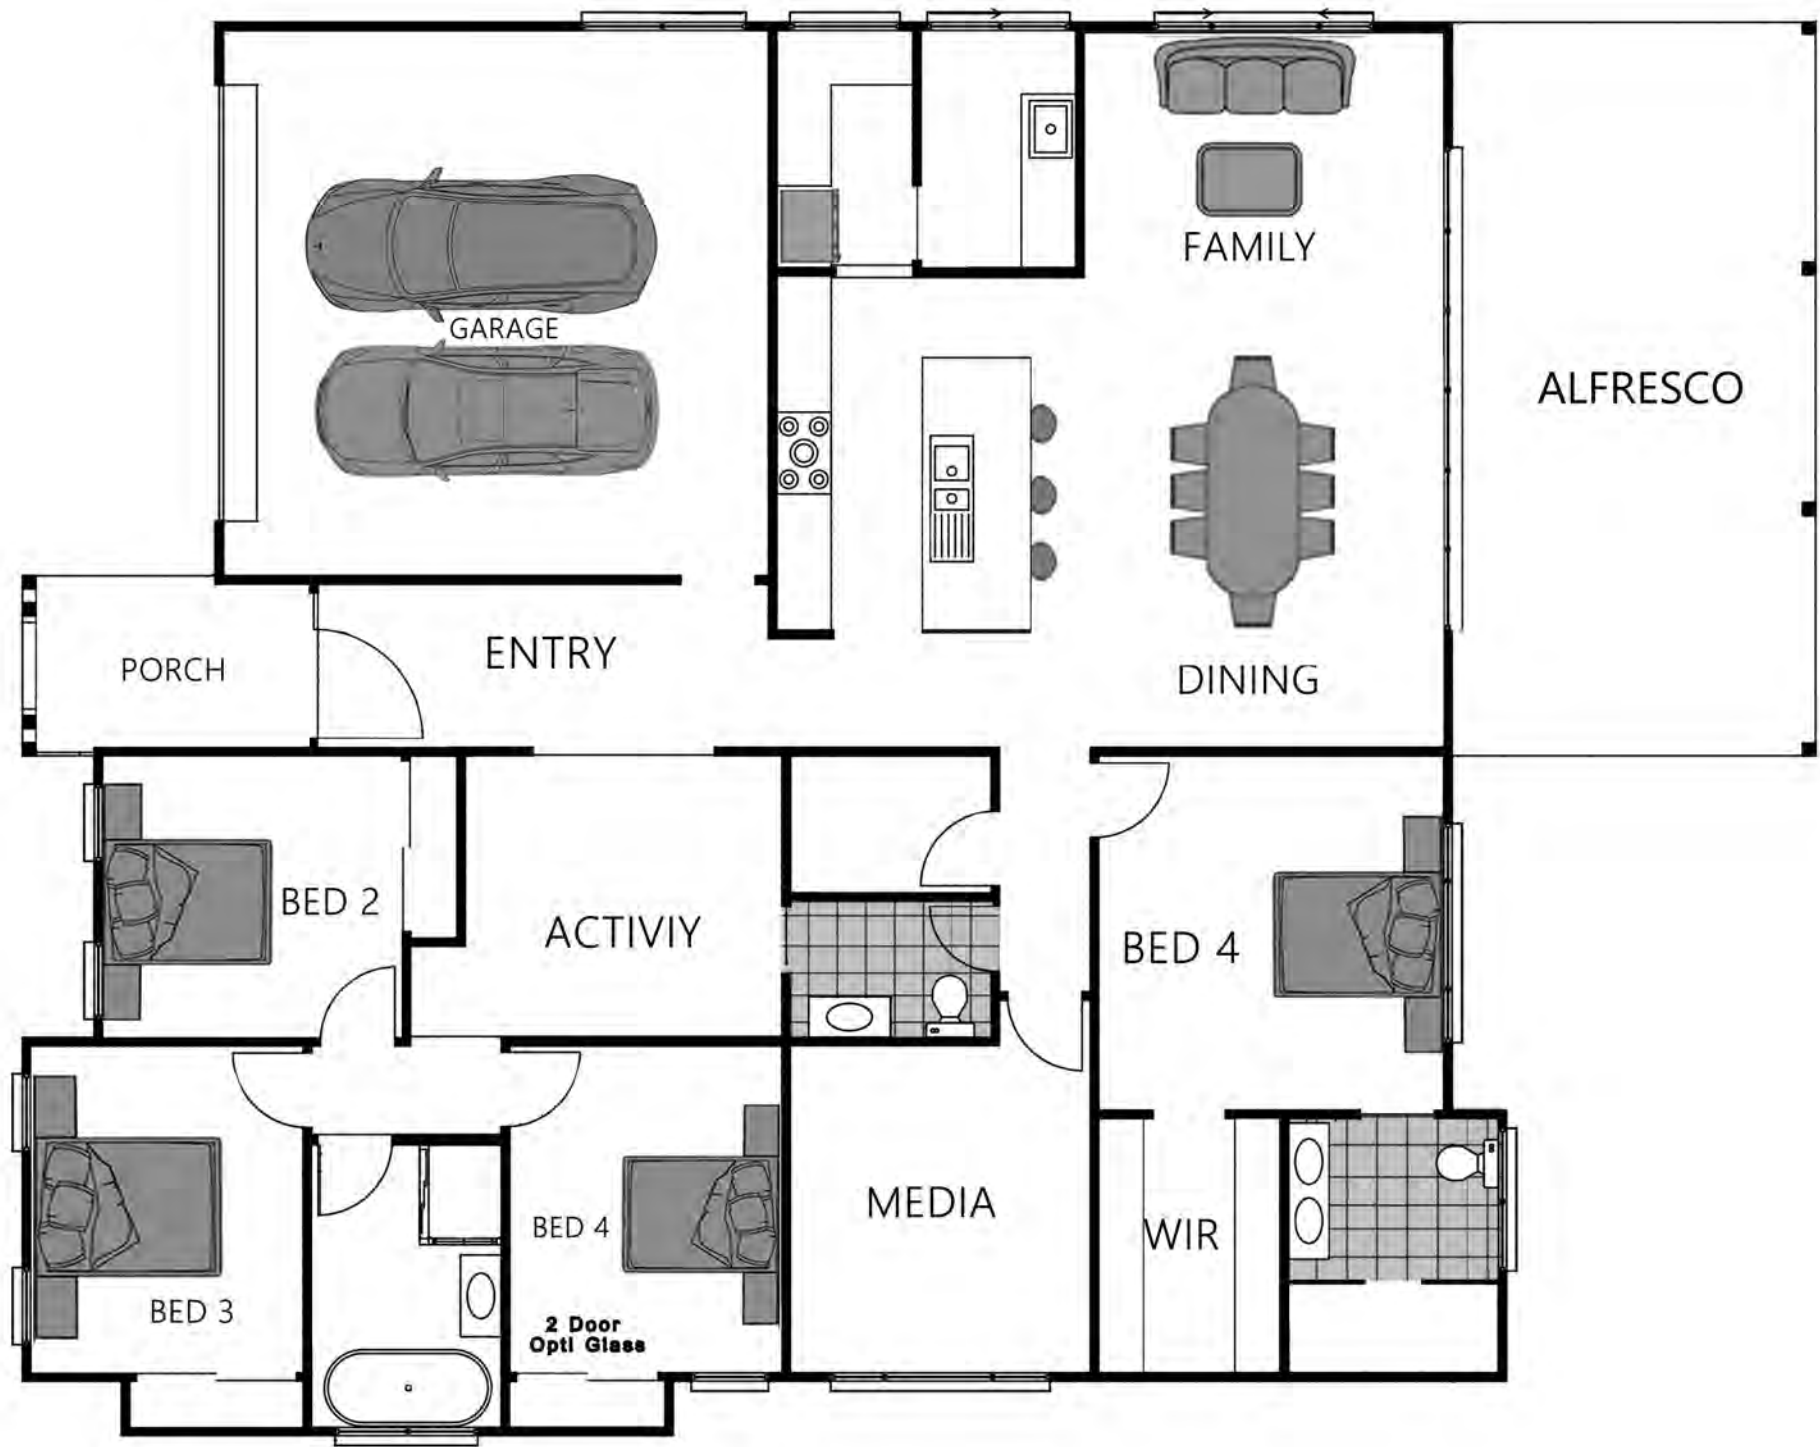 FAMILY
GARAGE
ALFRESCO
ENTRY
PORCH
DINING
BED 2
ACTIVIY
BED 4
MEDIA
WIR
BED 4
BED 3
2 Door
Opti Glass